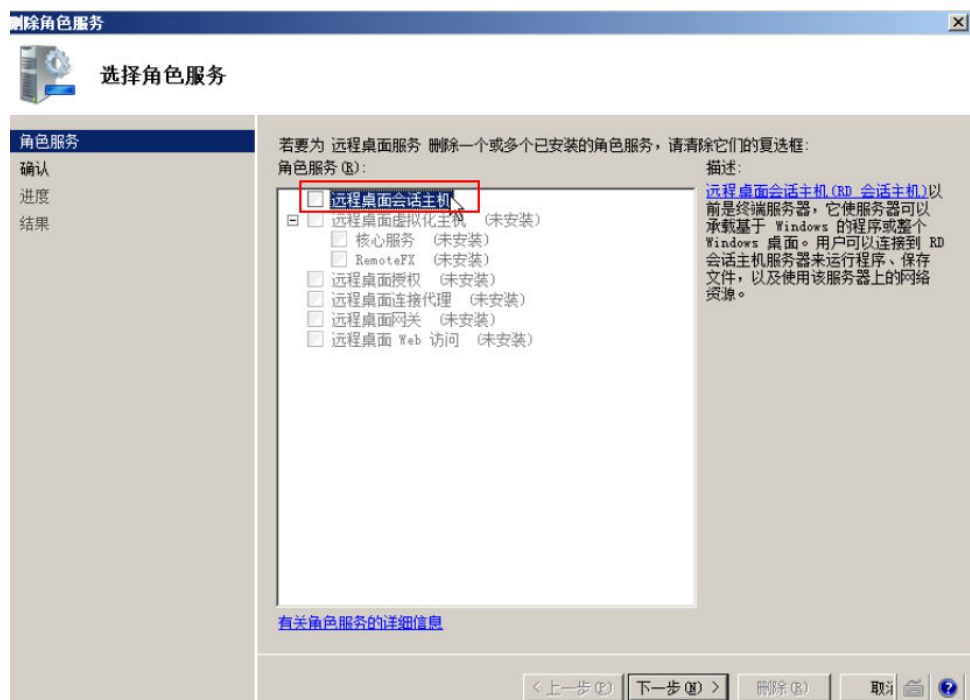 删除角色服务
选择角色服务
角色服务
确认
进度
结果
若要为 远程桌面服务 删除一个或多个已安装的角色服务，请清除它们的复选框：
角色服务(R)：
远程桌面会话主机
远程桌面虚拟化主机 (未安装)
核心服务 (未安装)
RemoteFX (未安装)
远程桌面授权 (未安装)
远程桌面连接代理 (未安装)
远程桌面网关 (未安装)
远程桌面 Web 访问 (未安装)
描述：
远程桌面会话主机(RD 会话主机)以
前是终端服务器，它使服务器可以
承载基于 Windows 的程序或整个
Windows 桌面。用户可以连接到 RD
会话主机服务器来运行程序、保存
文件，以及使用该服务器上的网络
资源。
有关角色服务的详细信息
< 上一步(P)
下一步(N) >
删除(R)
取